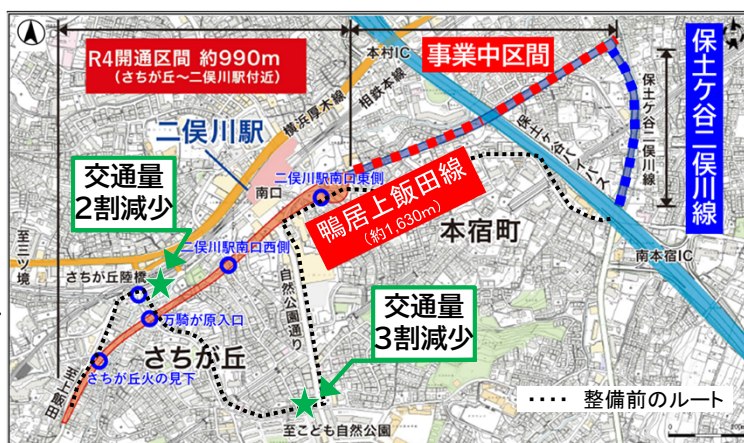 R4開通区間 約990m
(さちが丘～二俣川駅付近)
事業中区間
本村IC
相鉄本線
横浜厚木線
保土ケ谷バイパス
保土ケ谷二俣川線
保土ケ谷二俣川線
二俣川駅
南口
二俣川駅南口東側
交通量
2割減少
鴨居上飯田線
(約1,630m)
本宿町
南本宿IC
至三ツ境
さちが丘陸橋
二俣川駅南口西側
自然公園通り
万騎が原入口
交通量
3割減少
さちが丘
さちが丘火の見下
至上飯田
至こども自然公園
整備前のルート